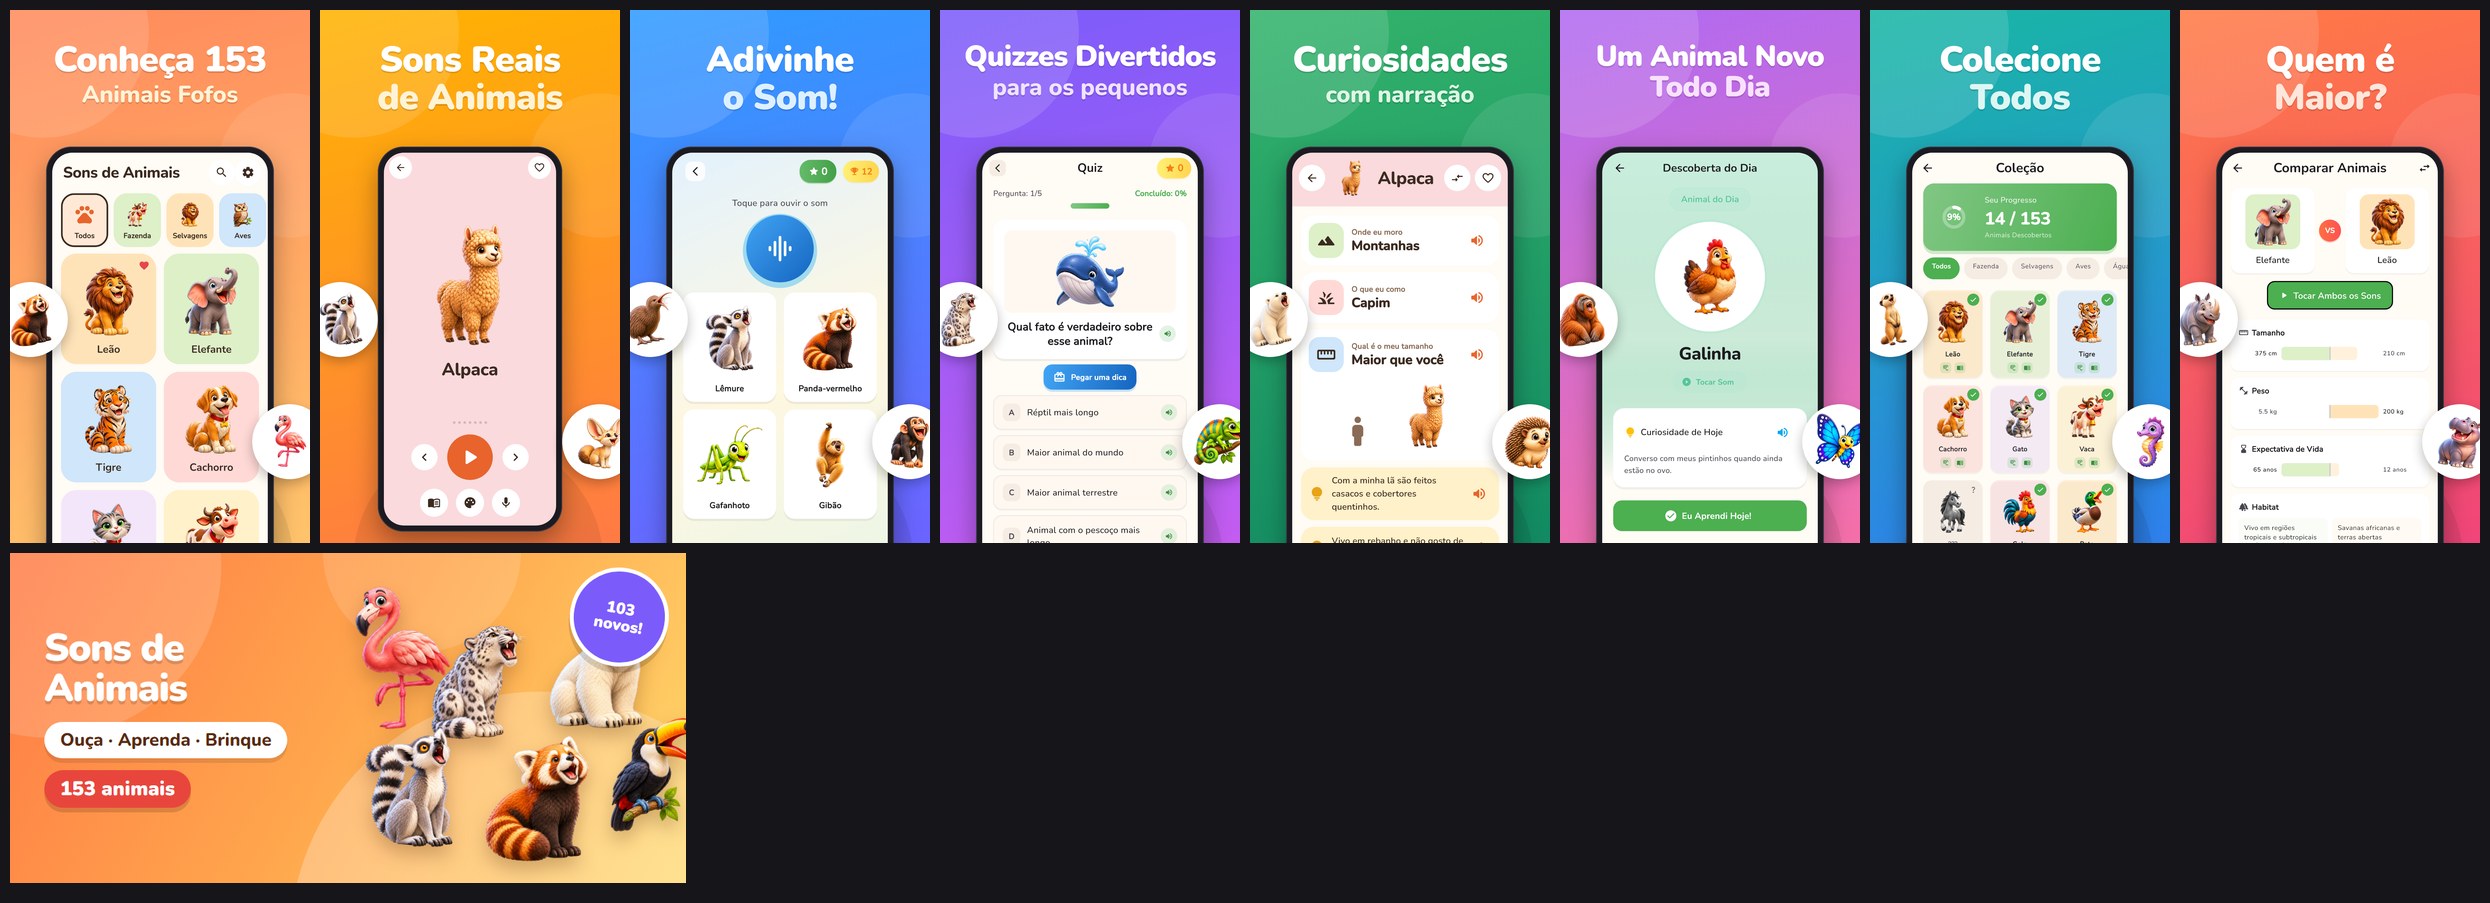 Conheça 153
Animais Fofos
Sons de Animais
Todos
Fazenda
Selvagens
Aves
Leão
Elefante
Tigre
Cachorro
Sons Reais
de Animais
Alpaca
Adivinhe
o Som!
0
12
Toque para ouvir o som
Lêmure
Panda-vermelho
Gafanhoto
Gibão
Quizzes Divertidos
para os pequenos
Quiz
0
Pergunta: 1/5
Concluído: 0%
Qual fato é verdadeiro sobre
esse animal?
Pegar uma dica
A
Réptil mais longo
B
Maior animal do mundo
C
Maior animal terrestre
D
Animal com o pescoço mais
longo
Curiosidades
com narração
Alpaca
Onde eu moro
Montanhas
O que eu como
Capim
Qual é o meu tamanho
Maior que você
Com a minha lã são feitos
casacos e cobertores
quentinhos.
Vivo em rebanho e não gosto de
Um Animal Novo
Todo Dia
Descoberta do Dia
Animal do Dia
Galinha
Tocar Som
Curiosidade de Hoje
Converso com meus pintinhos quando ainda
estão no ovo.
Eu Aprendi Hoje!
Colecione
Todos
Coleção
9%
Seu Progresso
14 / 153
Animais Descobertos
Todos
Fazenda
Selvagens
Aves
Leão
Elefante
Tigre
Cachorro
Gato
Vaca
?
Quem é
Maior?
Comparar Animais
Elefante
VS
Leão
Tocar Ambos os Sons
Tamanho
375 cm
210 cm
Peso
5.5 kg
200 kg
Expectativa de Vida
65 anos
12 anos
Habitat
Vivo em regiões
tropicais e subtropicais
Savanas africanas e
terras abertas
Sons de
Animais
Ouça · Aprenda · Brinque
153 animais
103
novos!